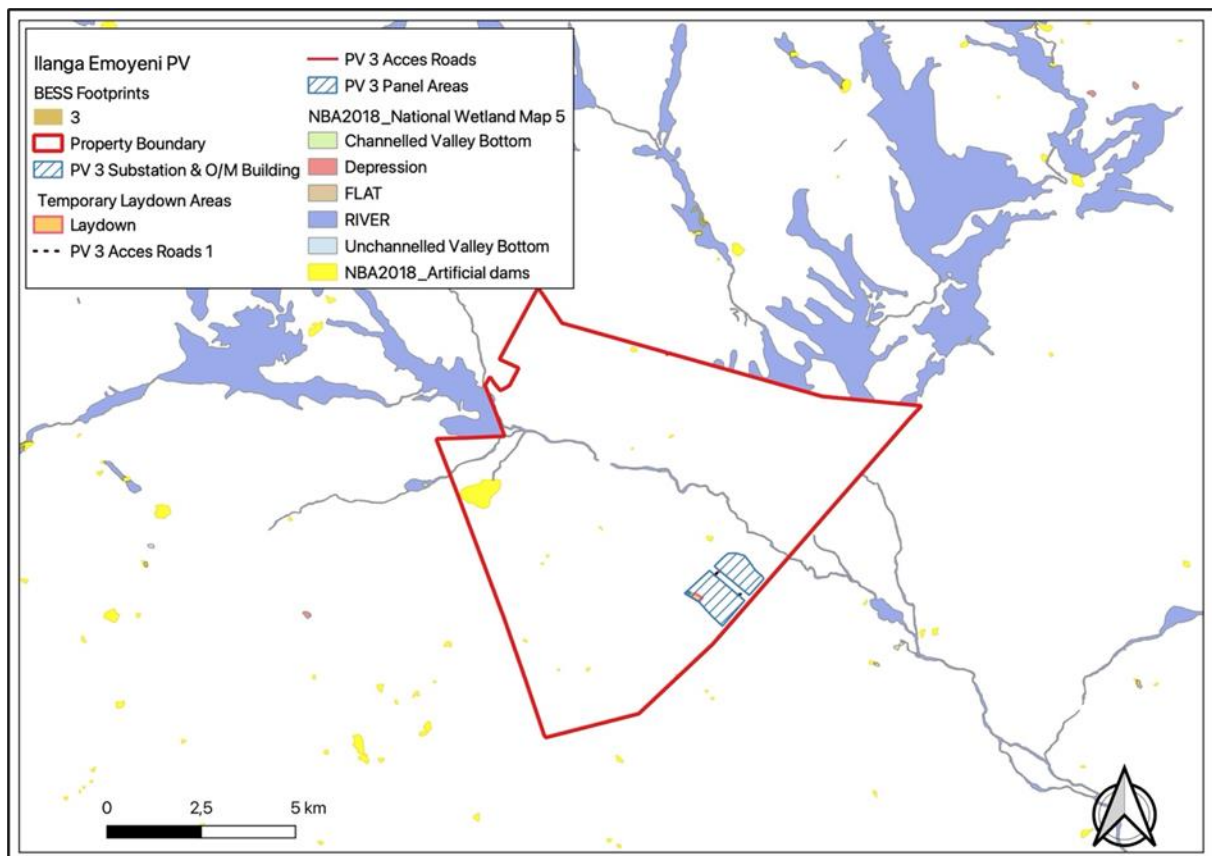 Ilanga Emoyeni PV
BESS Footprints
3
Property Boundary
PV 3 Substation & O/M Building
Temporary Laydown Areas
Laydown
PV 3 Acces Roads 1
PV 3 Acces Roads
PV 3 Panel Areas
NBA2018_National Wetland Map 5
Channelled Valley Bottom
Depression
FLAT
RIVER
Unchannelled Valley Bottom
NBA2018_Artificial dams
0 2,5 5 km